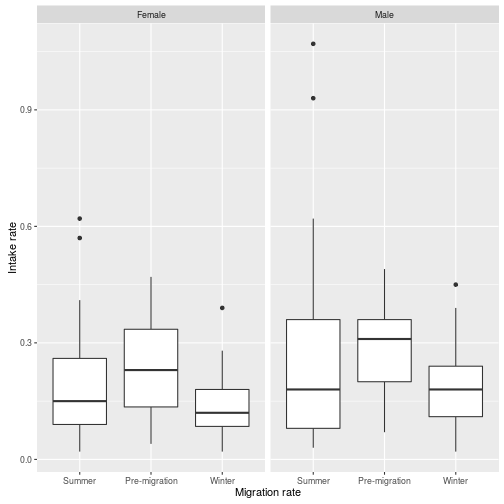 Female Male
Intake rate
0.9
0.6
0.3
0.0
Summer Pre-migration Winter Summer Pre-migration Winter
Migration rate